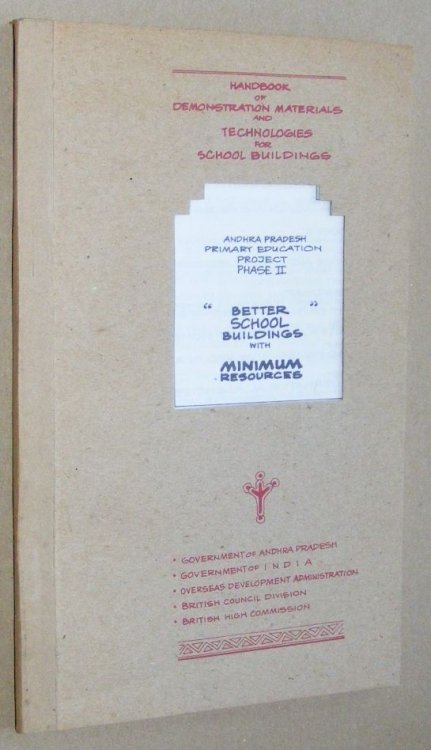 HANDBOOK
OF
DEMONSTRATION MATERIALS
AND
TECHNOLOGIES
FOR
SCHOOL BUILDINGS
ANDHRA PRADESH
PRIMARY EDUCATION
PROJECT
PHASE II
" BETTER "
SCHOOL
BUILDINGS
WITH
MINIMUM
RESOURCES
• GOVERNMENT OF ANDHRA PRADESH
• GOVERNMENT OF INDIA
• OVERSEAS DEVELOPMENT ADMINISTRATION
• BRITISH COUNCIL DIVISION
• BRITISH HIGH COMMISSION